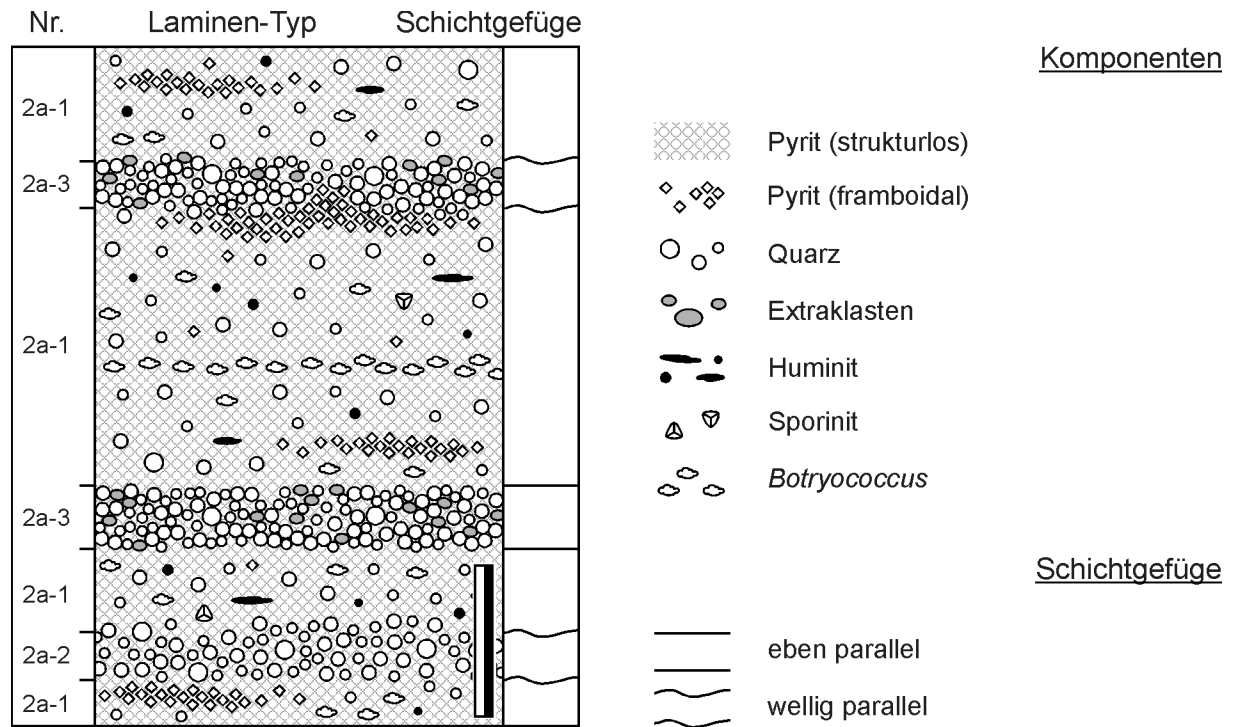 Nr. Laminen-Typ Schichtgefüge
2a-1
2a-3
2a-1
2a-3
2a-1
2a-2
2a-1
Komponenten
Pyrit (strukturlos)
Pyrit (framboidal)
Quarz
Extraklasten
Huminit
Sporinit
Botryococcus
Schichtgefüge
eben parallel
wellig parallel